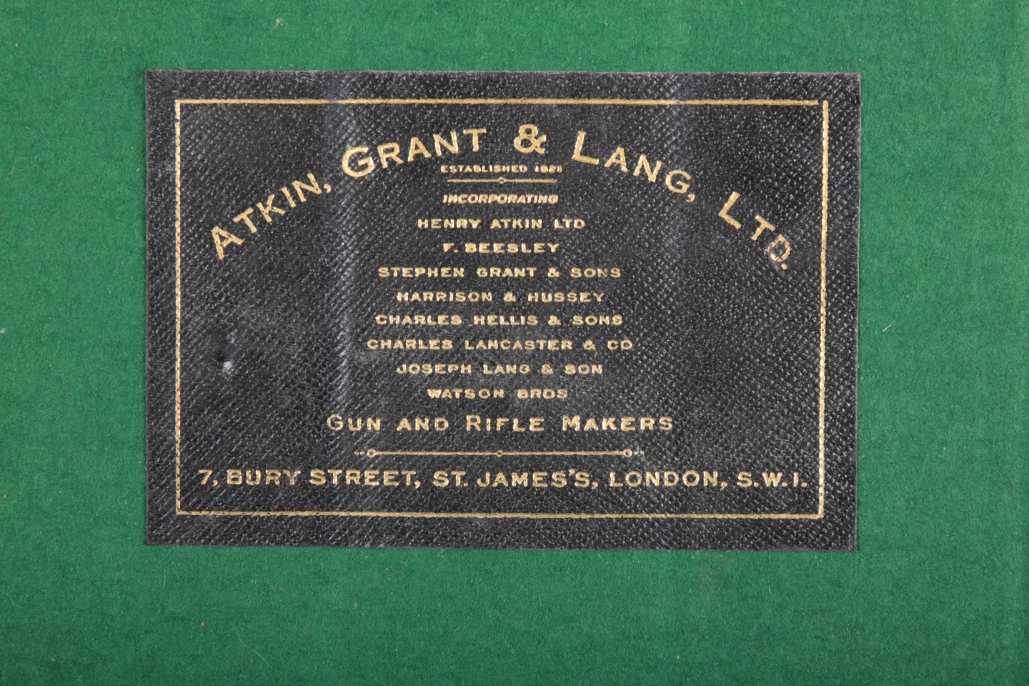 ATKIN, GRANT & LANG, LTD.
ESTABLISHED 1821
INCORPORATING
HENRY ATKIN LTD
F. BEESLEY
STEPHEN GRANT & SONS
HARRISON & HUSSEY
CHARLES HELLIS & SONS
CHARLES LANCASTER & CO
JOSEPH LANG & SON
WATSON BROS
GUN AND RIFLE MAKERS
7, BURY STREET, ST. JAMES'S, LONDON, S.W.1.